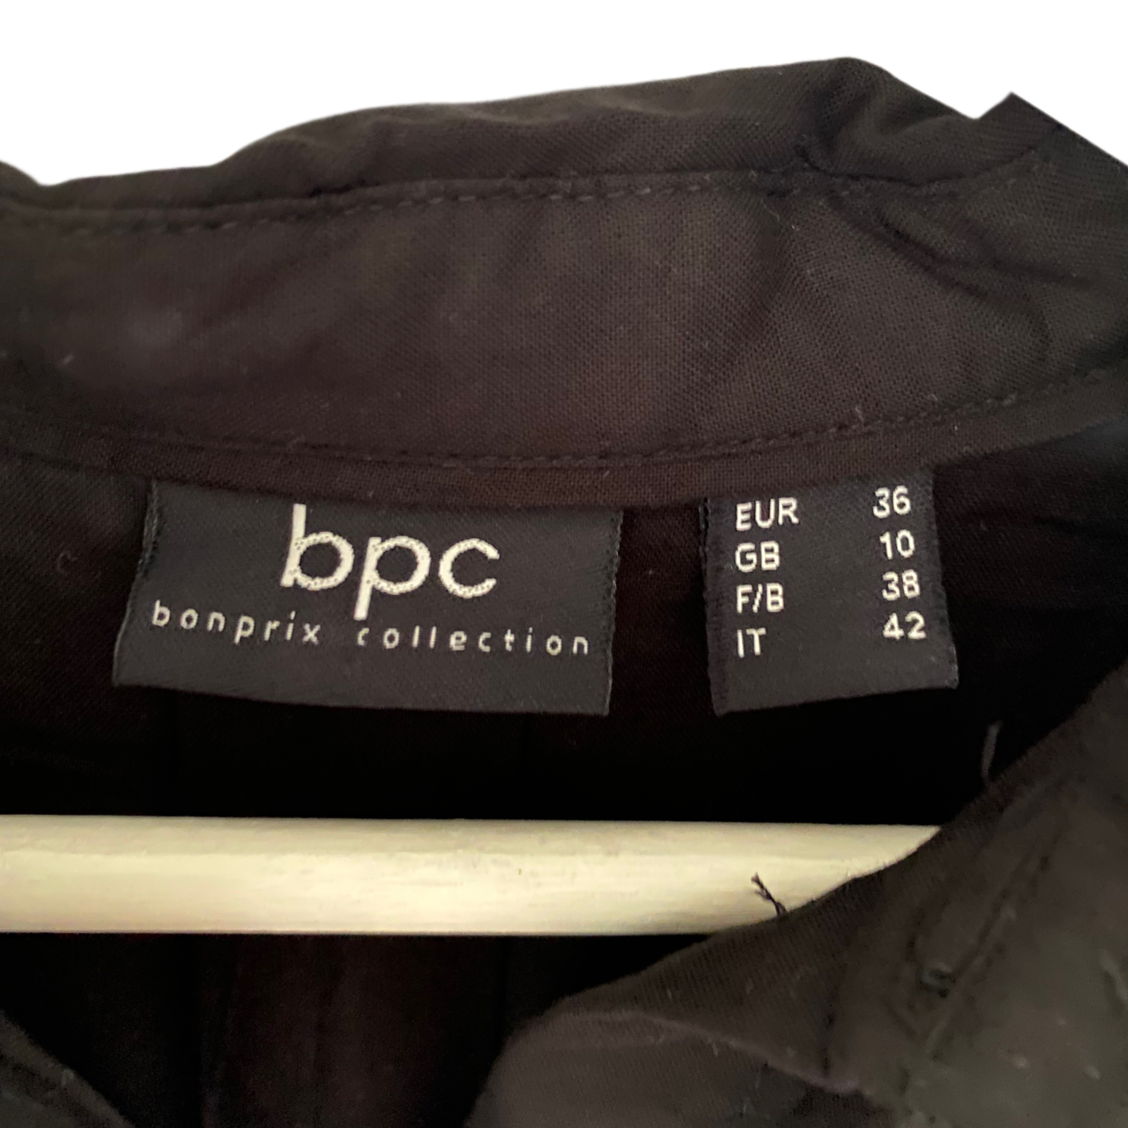 bpc
bonprix collection
EUR 36
GB 10
F/B 38
IT 42